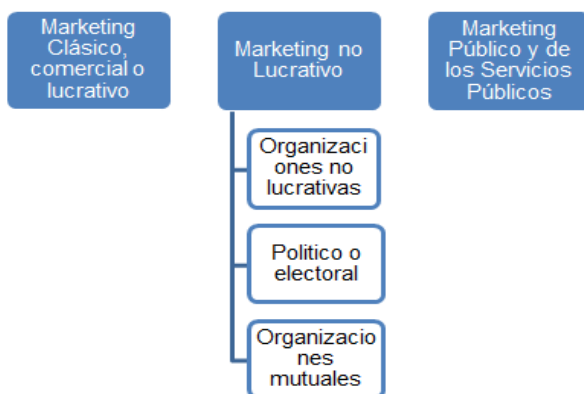 Marketing
Clásico,
comercial o
lucrativo
Marketing no
Lucrativo
Marketing
Público y de
los Servicios
Públicos
Organizaci
ones no
lucrativas
Politico o
electoral
Organizacio
nes
mutuales